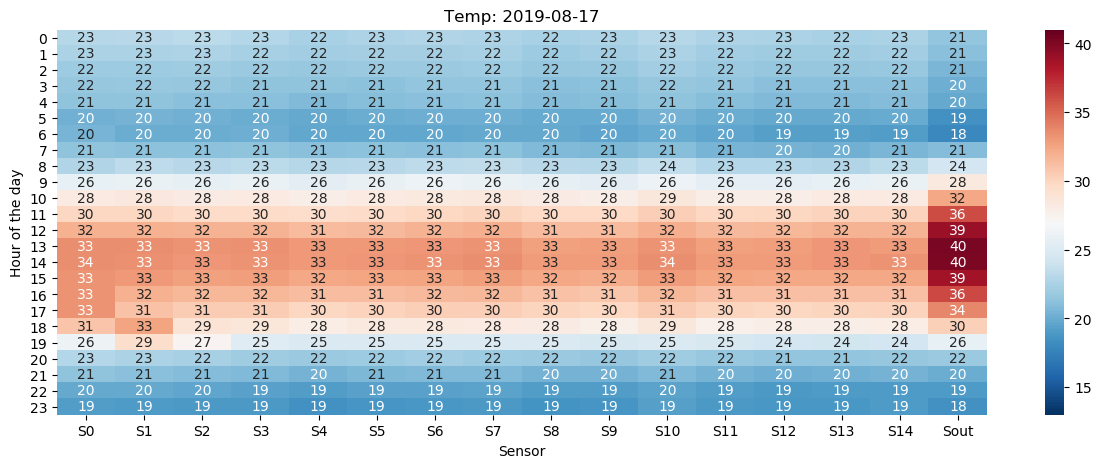 Temp: 2019-08-17
0 23 23 23 23 22 23 23 23 22 23 23 23 23 22 23 21
1 23 23 23 22 22 22 22 22 22 22 23 22 22 22 22 21
2 22 22 22 22 22 22 22 22 22 22 22 22 22 22 22 21
3 22 22 22 21 21 21 21 21 21 21 22 21 21 21 21 20
4 21 21 21 21 21 21 21 21 21 21 21 21 21 21 21 20
5 20 20 20 20 20 20 20 20 20 20 20 20 20 20 20 19
6 20 20 20 20 20 20 20 20 20 20 20 20 19 19 19 18
7 21 21 21 21 21 21 21 21 21 21 21 21 20 20 21 21
8 23 23 23 23 23 23 23 23 23 23 24 23 23 23 23 24
9 26 26 26 26 26 26 26 26 26 26 26 26 26 26 26 28
10 28 28 28 28 28 28 28 28 28 28 29 28 28 28 28 32
11 30 30 30 30 30 30 30 30 30 30 30 30 30 30 30 36
12 32 32 32 32 31 32 32 32 31 31 32 32 32 32 32 39
13 33 33 33 33 33 33 33 33 33 33 33 33 33 33 33 40
14 34 33 33 33 33 33 33 33 33 33 34 33 33 33 33 40
15 33 33 33 33 32 33 33 33 32 32 33 32 32 32 32 39
16 33 32 32 32 31 31 32 32 31 31 32 31 31 31 31 36
17 33 31 31 31 30 30 30 30 30 30 31 30 30 30 30 34
18 31 33 29 29 28 28 28 28 28 28 29 28 28 28 28 30
19 26 29 27 25 25 25 25 25 25 25 25 25 24 24 24 26
20 23 23 22 22 22 22 22 22 22 22 22 22 21 21 22 22
21 21 21 21 21 20 21 21 21 20 20 21 20 20 20 20 20
22 20 20 20 19 19 19 19 19 19 19 20 19 19 19 19 19
23 19 19 19 19 19 19 19 19 19 19 19 19 19 19 19 18
S0 S1 S2 S3 S4 S5 S6 S7 S8 S9 S10 S11 S12 S13 S14 Sout
Sensor
Hour of the day
40
35
30
25
20
15